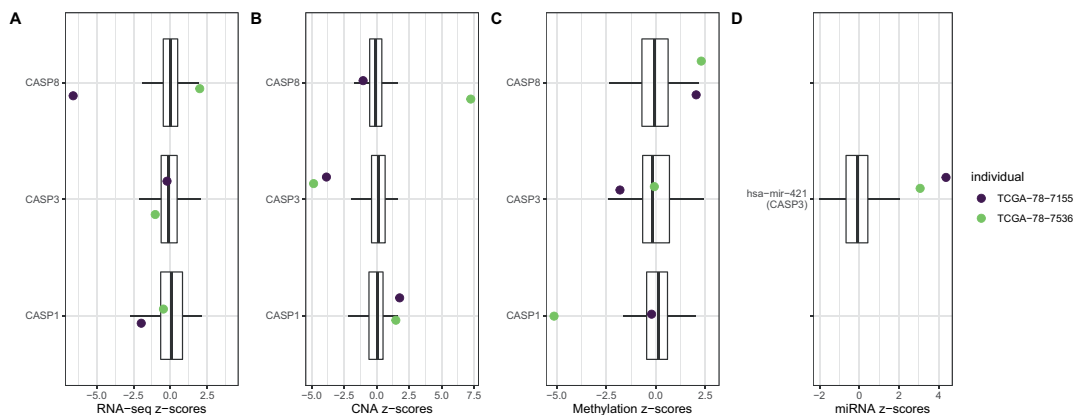 A
CASP8
CASP3
CASP1
−5.0 −2.5 0.0 2.5
RNA−seq z−scores
B
CASP8
CASP3
CASP1
−5.0 −2.5 0.0 2.5 5.0 7.5
CNA z−scores
C
CASP8
CASP3
CASP1
−5.0 −2.5 0.0 2.5
Methylation z−scores
D
hsa−mir−421
(CASP3)
−2 0 2 4
miRNA z−scores
individual
TCGA−78−7155
TCGA−78−7536